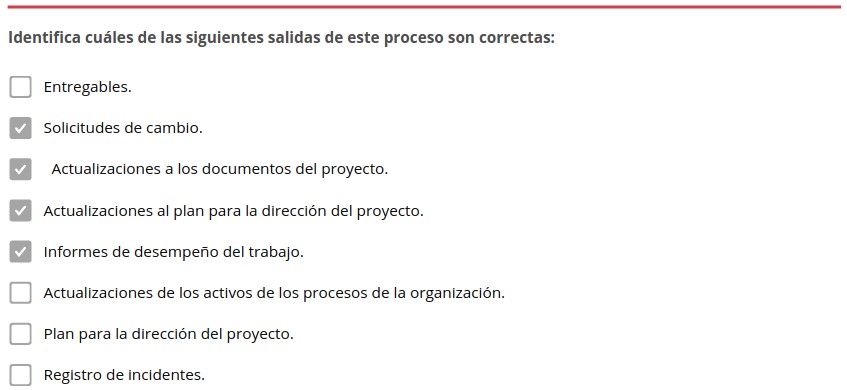 Identifica cuáles de las siguientes salidas de este proceso son correctas:
Entregables.
Solicitudes de cambio.
Actualizaciones a los documentos del proyecto.
Actualizaciones al plan para la dirección del proyecto.
Informes de desempeño del trabajo.
Actualizaciones de los activos de los procesos de la organización.
Plan para la dirección del proyecto.
Registro de incidentes.